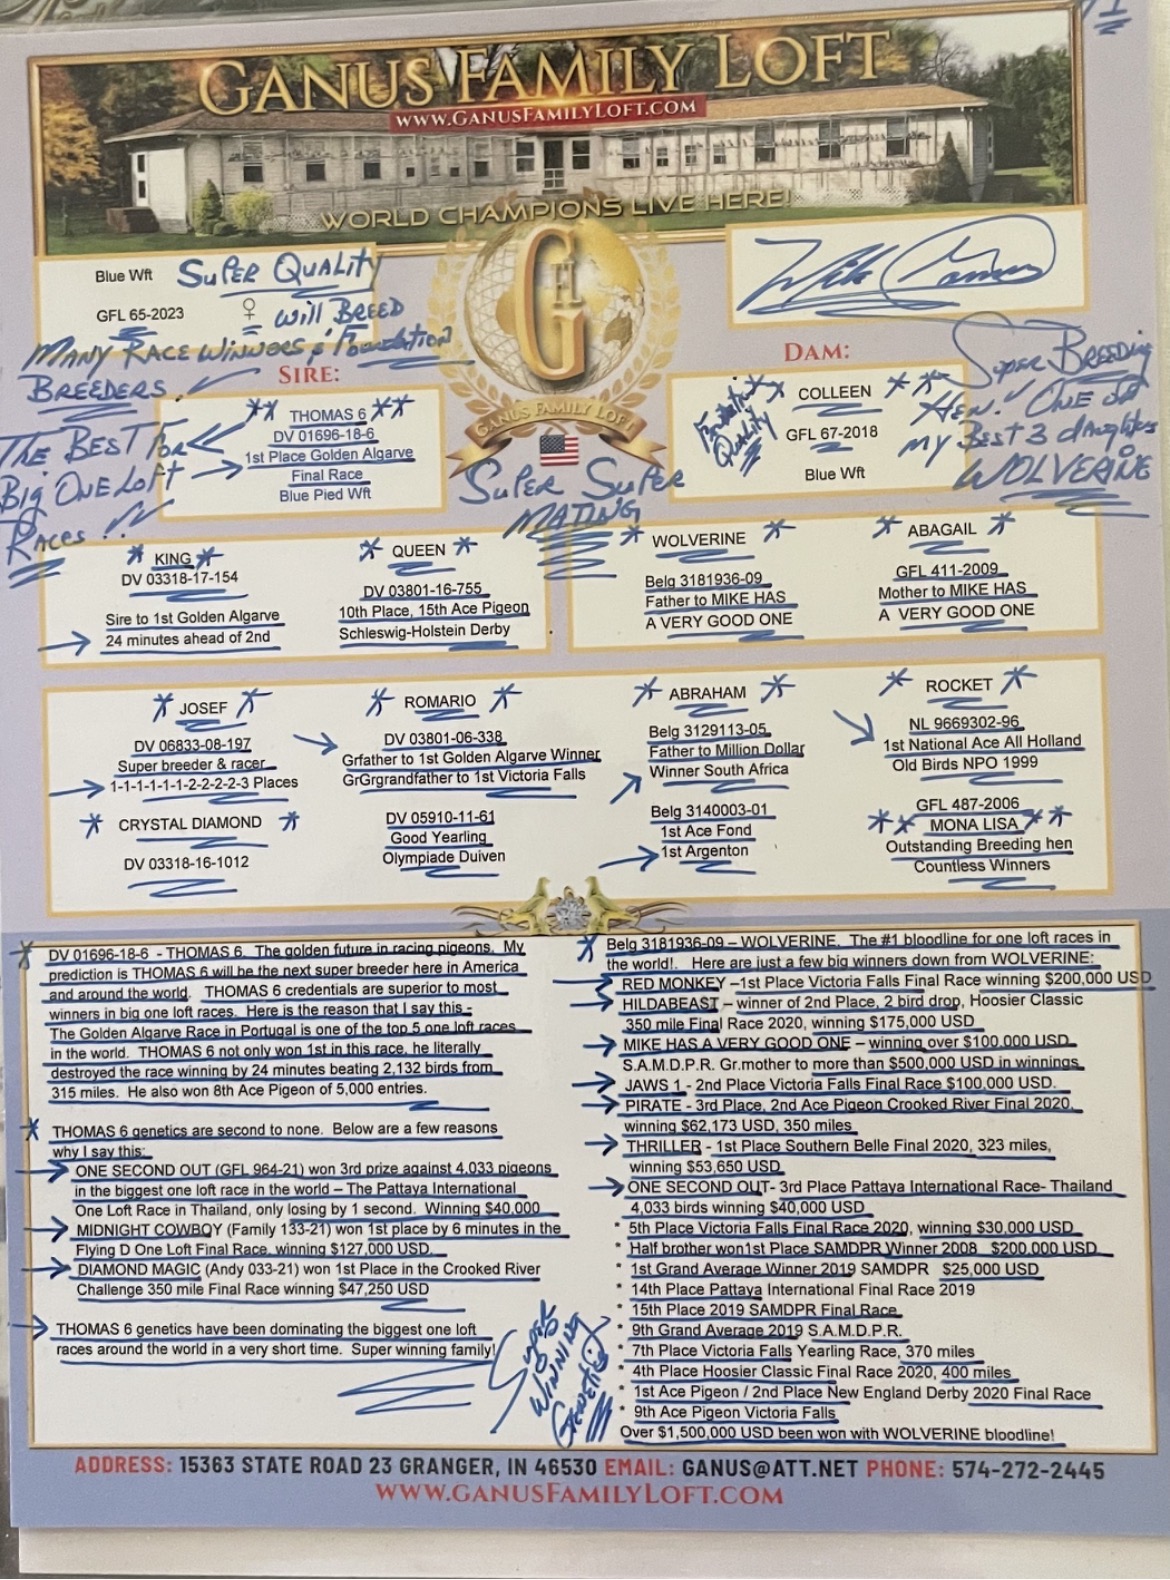 GANUS FAMILY LOFT
WWW.GANUSFAMILYLOFT.COM
WORLD CHAMPIONS LIVE HERE!
Blue Wft SUPER QUALITY
GFL 65-2023 ♀ Will BREED
MANY RACE WINNERS & Foundation
BREEDERS.
GFL
GANUS FAMILY LOFT
SIRE:
** THOMAS 6 **
DV 01696-18-6
1st Place Golden Algarve
Final Race
Blue Pied Wft
THE BEST FOR
BIG ONE LOFT
RACES!!
DAM:
** COLLEEN **
GFL 67-2018
Blue Wft
Foundation
Quality
SUPER BREEDING
HEN! ONE OF
my BEST 3 daughters
WOLVERINE
SUPER SUPER
MATING
* KING *
DV 03318-17-154
Sire to 1st Golden Algarve
24 minutes ahead of 2nd
* QUEEN *
DV 03801-16-755
10th Place, 15th Ace Pigeon
Schleswig-Holstein Derby
* WOLVERINE *
Belg 3181936-09
Father to MIKE HAS
A VERY GOOD ONE
* ABAGAIL *
GFL 411-2009
Mother to MIKE HAS
A VERY GOOD ONE
* JOSEF *
DV 06833-08-197
Super breeder & racer
1-1-1-1-1-1-2-2-2-2-3 Places
* CRYSTAL DIAMOND *
DV 03318-16-1012
* ROMARIO *
DV 03801-06-338
Grfather to 1st Golden Algarve Winner
GrGrgrandfather to 1st Victoria Falls
DV 05910-11-61
Good Yearling
Olympiade Duiven
* ABRAHAM *
Belg 3129113-05
Father to Million Dollar
Winner South Africa
Belg 3140003-01
1st Ace Fond
1st Argenton
* ROCKET *
NL 9669302-96
1st National Ace All Holland
Old Birds NPO 1999
GFL 487-2006
** MONA LISA **
Outstanding Breeding hen
Countless Winners
* DV 01696-18-6 - THOMAS 6. The golden future in racing pigeons. My
prediction is THOMAS 6 will be the next super breeder here in America
and around the world. THOMAS 6 credentials are superior to most
winners in big one loft races. Here is the reason that I say this -
The Golden Algarve Race in Portugal is one of the top 5 one loft races
in the world. THOMAS 6 not only won 1st in this race, he literally
destroyed the race winning by 24 minutes beating 2,132 birds from
315 miles. He also won 8th Ace Pigeon of 5,000 entries.
* THOMAS 6 genetics are second to none. Below are a few reasons
why I say this:
ONE SECOND OUT (GFL 964-21) won 3rd prize against 4,033 pigeons
in the biggest one loft race in the world – The Pattaya International
One Loft Race in Thailand, only losing by 1 second. Winning $40,000
MIDNIGHT COWBOY (Family 133-21) won 1st place by 6 minutes in the
Flying D One Loft Final Race, winning $127,000 USD.
DIAMOND MAGIC (Andy 033-21) won 1st Place in the Crooked River
Challenge 350 mile Final Race winning $47,250 USD
THOMAS 6 genetics have been dominating the biggest one loft
races around the world in a very short time. Super winning family!
SUPER
WINNING
GENETICS
* Belg 3181936-09 – WOLVERINE. The #1 bloodline for one loft races in
the world!. Here are just a few big winners down from WOLVERINE:
RED MONKEY –1st Place Victoria Falls Final Race winning $200,000 USD
HILDABEAST – winner of 2nd Place, 2 bird drop, Hoosier Classic
350 mile Final Race 2020, winning $175,000 USD
MIKE HAS A VERY GOOD ONE – winning over $100,000 USD
S.A.M.D.P.R. Gr.mother to more than $500,000 USD in winnings
JAWS 1 - 2nd Place Victoria Falls Final Race $100,000 USD.
PIRATE - 3rd Place, 2nd Ace Pigeon Crooked River Final 2020,
winning $62,173 USD, 350 miles
THRILLER - 1st Place Southern Belle Final 2020, 323 miles,
winning $53,650 USD
ONE SECOND OUT- 3rd Place Pattaya International Race- Thailand
4,033 birds winning $40,000 USD
* 5th Place Victoria Falls Final Race 2020, winning $30,000 USD
* Half brother won1st Place SAMDPR Winner 2008 $200,000 USD
* 1st Grand Average Winner 2019 SAMDPR $25,000 USD
* 14th Place Pattaya International Final Race 2019
* 15th Place 2019 SAMDPR Final Race
* 9th Grand Average 2019 S.A.M.D.P.R.
* 7th Place Victoria Falls Yearling Race, 370 miles
* 4th Place Hoosier Classic Final Race 2020, 400 miles
* 1st Ace Pigeon / 2nd Place New England Derby 2020 Final Race
* 9th Ace Pigeon Victoria Falls
Over $1,500,000 USD been won with WOLVERINE bloodline!
ADDRESS: 15363 STATE ROAD 23 GRANGER, IN 46530 EMAIL: GANUS@ATT.NET PHONE: 574-272-2445
WWW.GANUSFAMILYLOFT.COM